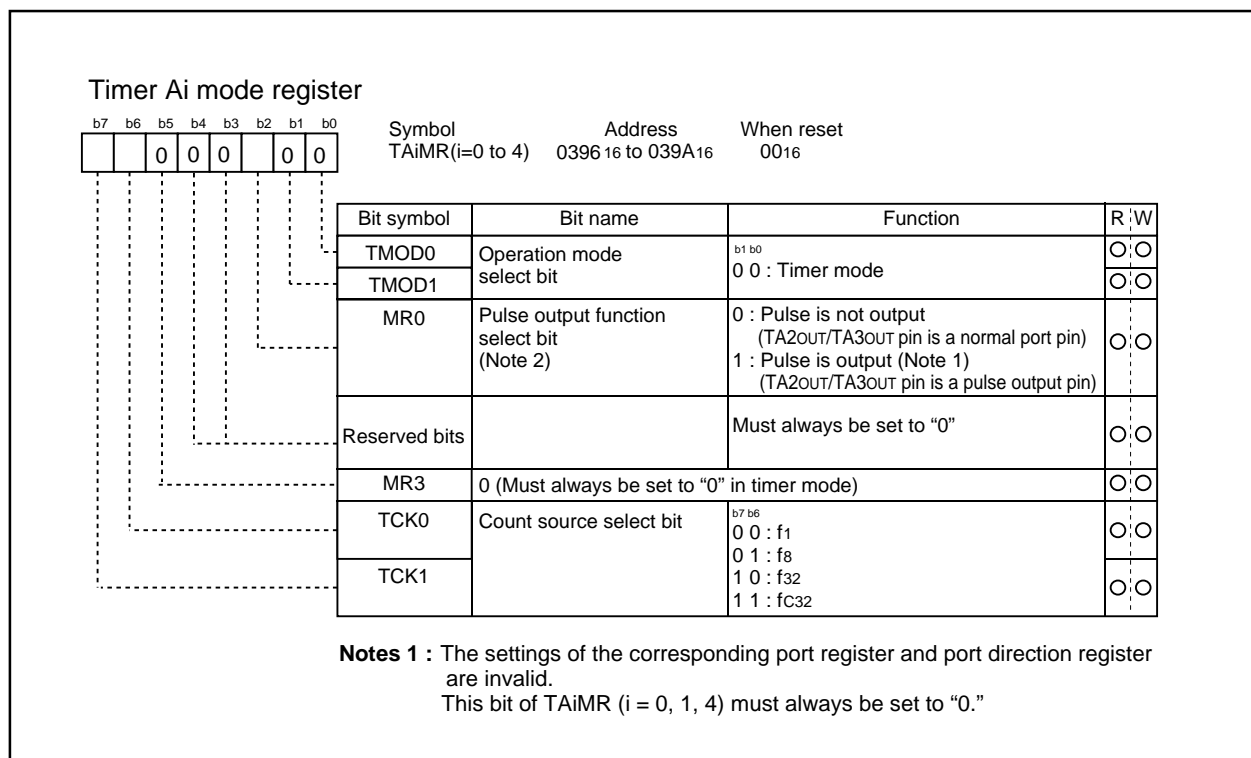 Timer Ai mode register
b7 b6 b5 b4 b3 b2 b1 b0
0 0 0 0 0
Symbol Address When reset
TAiMR(i=0 to 4) 039616 to 039A16 0016
Bit symbol Bit name Function R W
TMOD0
TMOD1
Operation mode
select bit
b1 b0
0 0 : Timer mode
MR0
Pulse output function
select bit
(Note 2)
0 : Pulse is not output
(TA2OUT/TA3OUT pin is a normal port pin)
1 : Pulse is output (Note 1)
(TA2OUT/TA3OUT pin is a pulse output pin)
Reserved bits
Must always be set to “0”
MR3 0 (Must always be set to “0” in timer mode)
TCK0
TCK1
Count source select bit
b7 b6
0 0 : f1
0 1 : f8
1 0 : f32
1 1 : fC32
Notes 1 : The settings of the corresponding port register and port direction register
are invalid.
This bit of TAiMR (i = 0, 1, 4) must always be set to “0.”